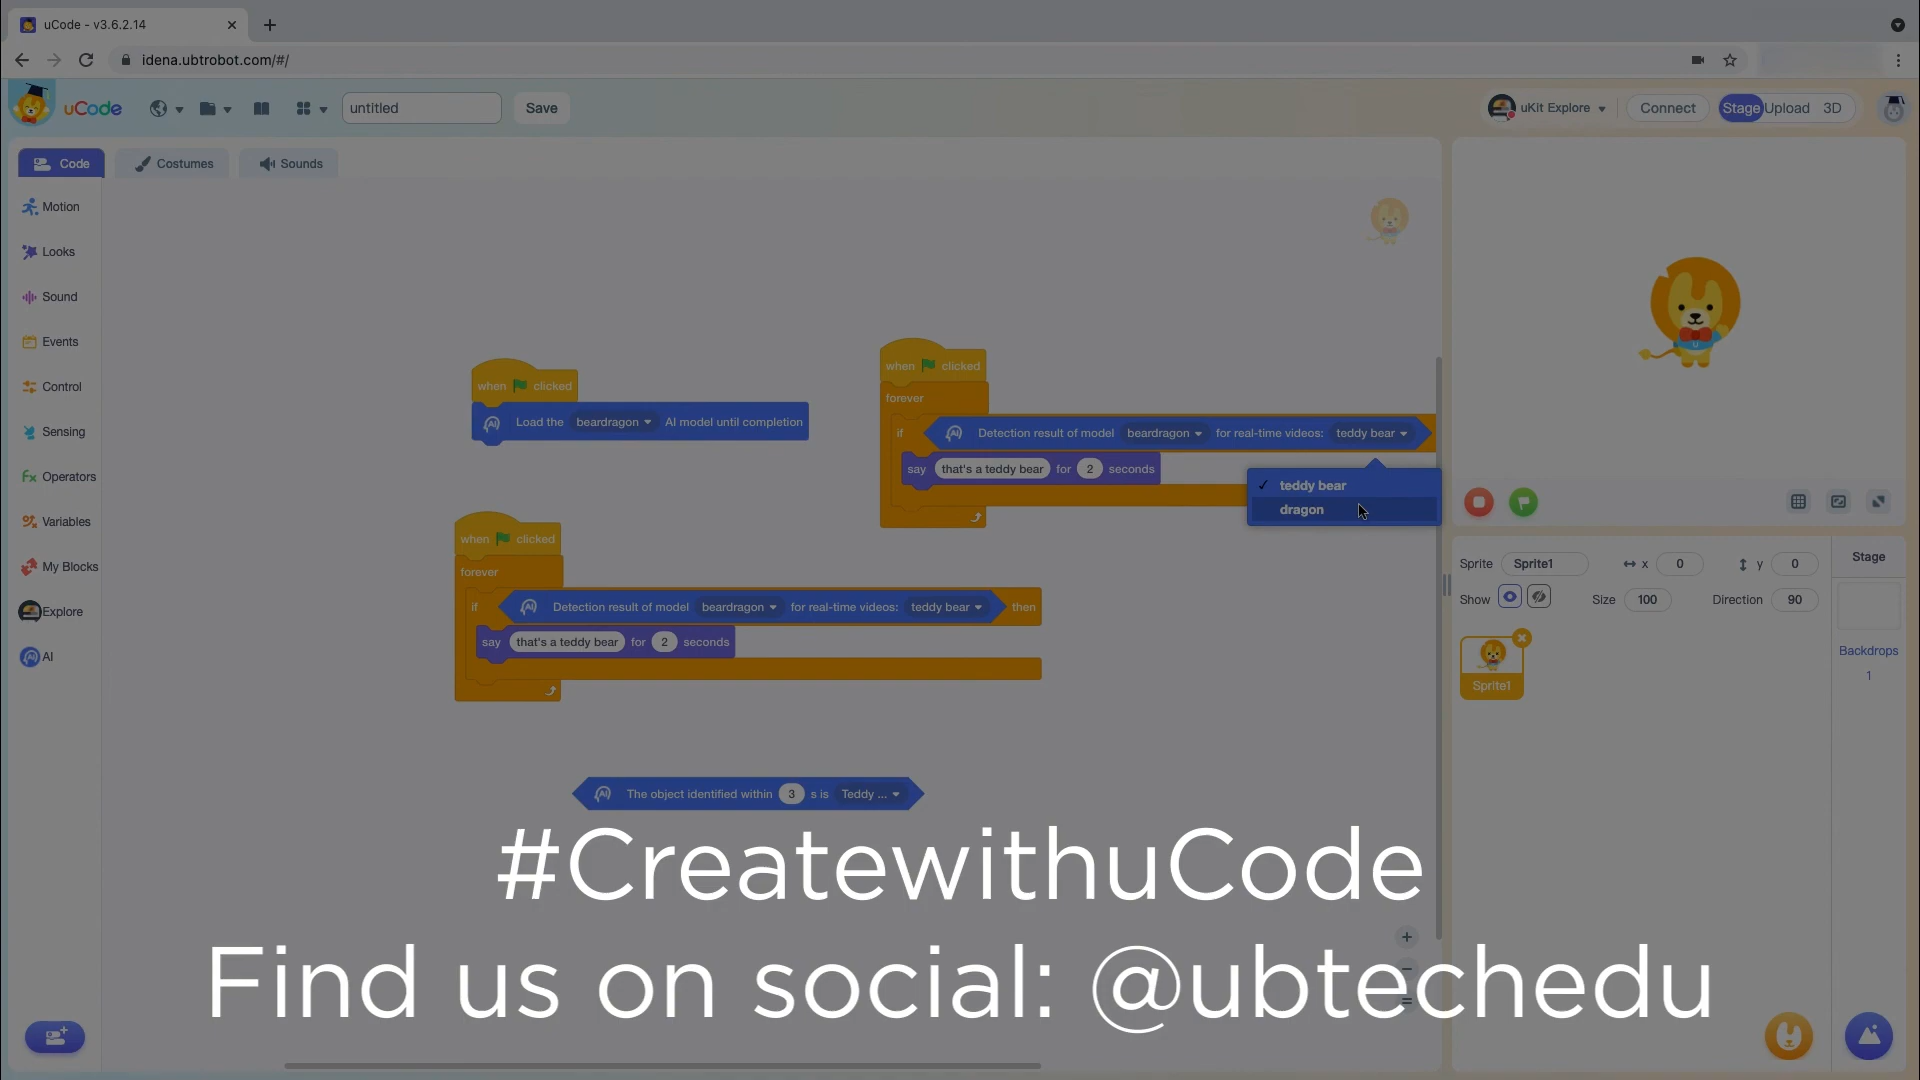 uCode - v3.6.2.14
idena.ubtrobot.com/#/
uCode
untitled
Save
uKit Explore
Connect
Stage
Upload
3D
Code
Costumes
Sounds
Motion
Looks
Sound
Events
Control
Sensing
Operators
Variables
My Blocks
Explore
AI
when clicked
Load the beardragon AI model until completion
when clicked
forever
if Detection result of model beardragon for real-time videos: teddy bear
say that's a teddy bear for 2 seconds
teddy bear
dragon
when clicked
forever
if Detection result of model beardragon for real-time videos: teddy bear then
say that's a teddy bear for 2 seconds
The object identified within 3 s is Teddy ...
Sprite Sprite1 x 0 y 0
Show Size 100 Direction 90
Sprite1
Stage
Backdrops
1
#CreatewithuCode
Find us on social: @ubtechedu